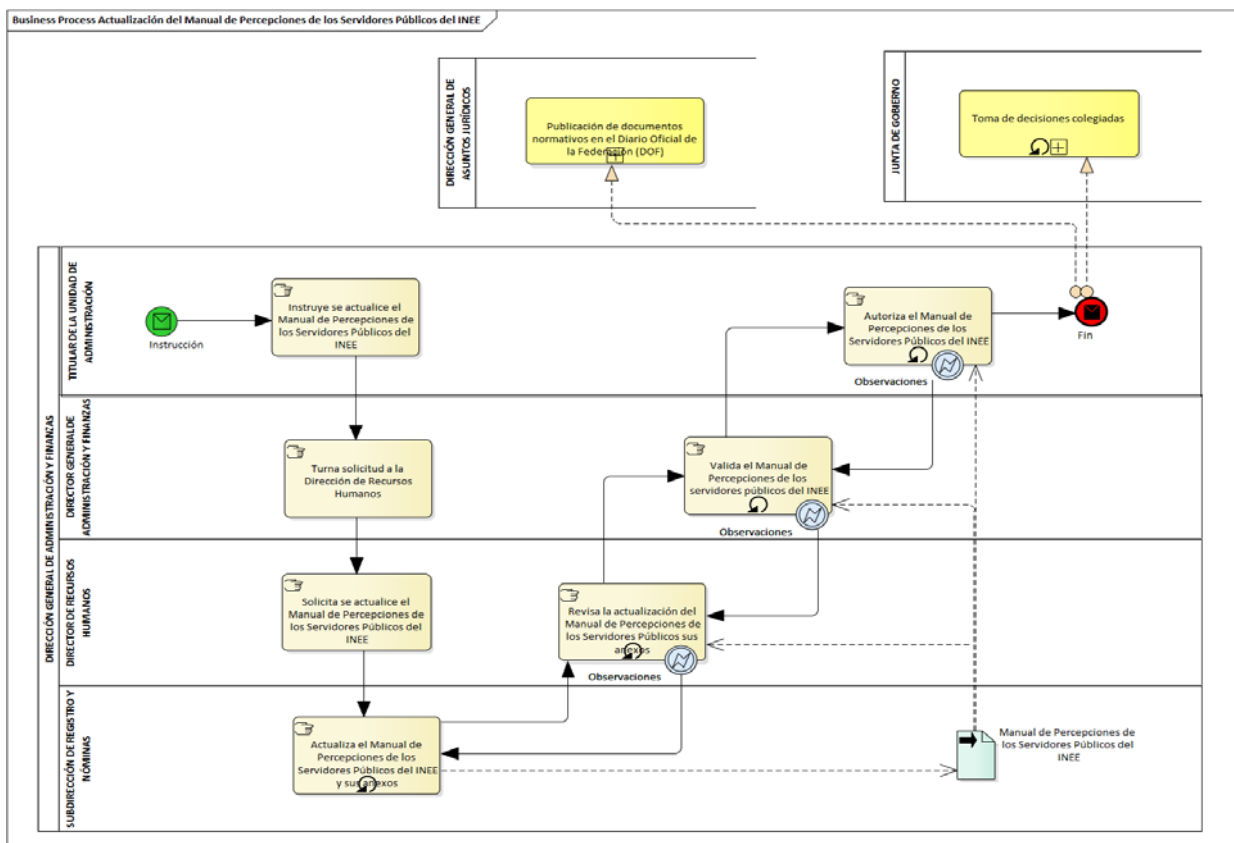 Business Process Actualización del Manual de Percepciones de los Servidores Públicos del INEE
DIRECCIÓN GENERAL DE
ASUNTOS JURÍDICOS
Publicación de documentos
normativos en el Diario Oficial de
la Federación (DOF)
JUNTA DE GOBIERNO
Toma de decisiones colegiadas
DIRECCIÓN GENERAL DE ADMINISTRACIÓN Y FINANZAS
TITULAR DE LA UNIDAD DE
ADMINISTRACIÓN
Instrucción
Instruye se actualice el
Manual de Percepciones de
los Servidores Públicos del
INEE
Autoriza el Manual de
Percepciones de los
Servidores Públicos del INEE
Observaciones
Fin
DIRECTOR GENERALDE
ADMINISTRACIÓN Y FINANZAS
Turna solicitud a la
Dirección de Recursos
Humanos
Valida el Manual de
Percepciones de los
servidores públicos del INEE
Observaciones
DIRECTOR DE RECURSOS
HUMANOS
Solicita se actualice el
Manual de Percepciones de
los Servidores Públicos del
INEE
Revisa la actualización del
Manual de Percepciones de
los Servidores Públicos sus
anexos
Observaciones
SUBDIRECCIÓN DE REGISTRO Y
NÓMINAS
Actualiza el Manual de
Percepciones de los
Servidores Públicos del INEE
y sus anexos
Manual de Percepciones de
los Servidores Públicos del
INEE